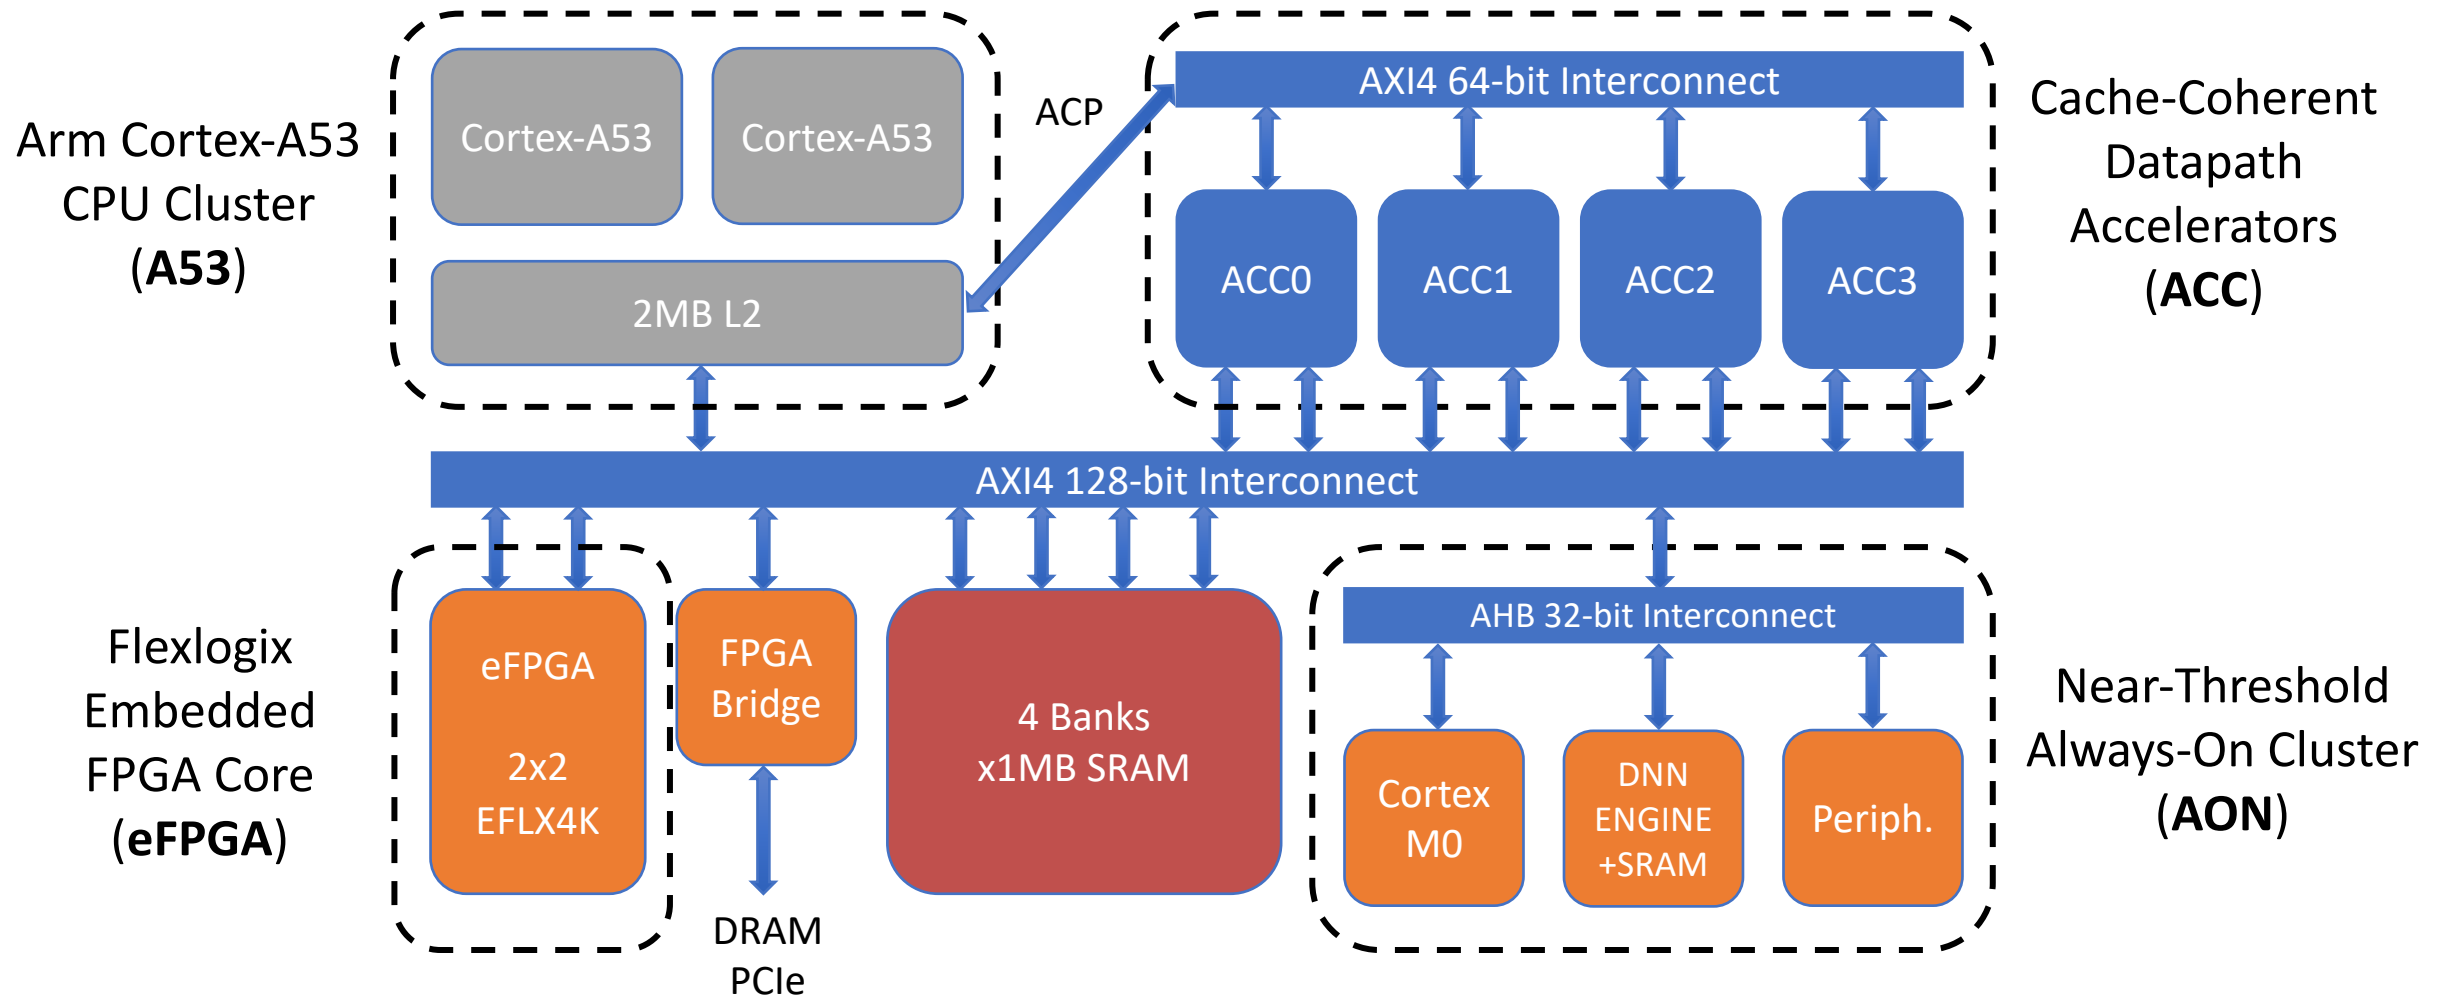 Arm Cortex-A53
CPU Cluster
(A53)
Cortex-A53
Cortex-A53
2MB L2
ACP
AXI4 64-bit Interconnect
ACC0
ACC1
ACC2
ACC3
Cache-Coherent
Datapath
Accelerators
(ACC)
AXI4 128-bit Interconnect
Flexlogix
Embedded
FPGA Core
(eFPGA)
eFPGA
2x2
EFLX4K
FPGA
Bridge
DRAM
PCIe
4 Banks
x1MB SRAM
AHB 32-bit Interconnect
Cortex
M0
DNN
ENGINE
+SRAM
Periph.
Near-Threshold
Always-On Cluster
(AON)